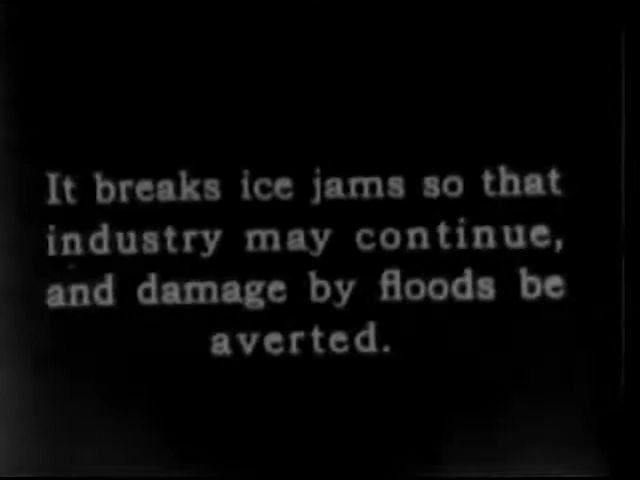 It breaks ice jams so that
industry may continue,
and damage by floods be
averted.